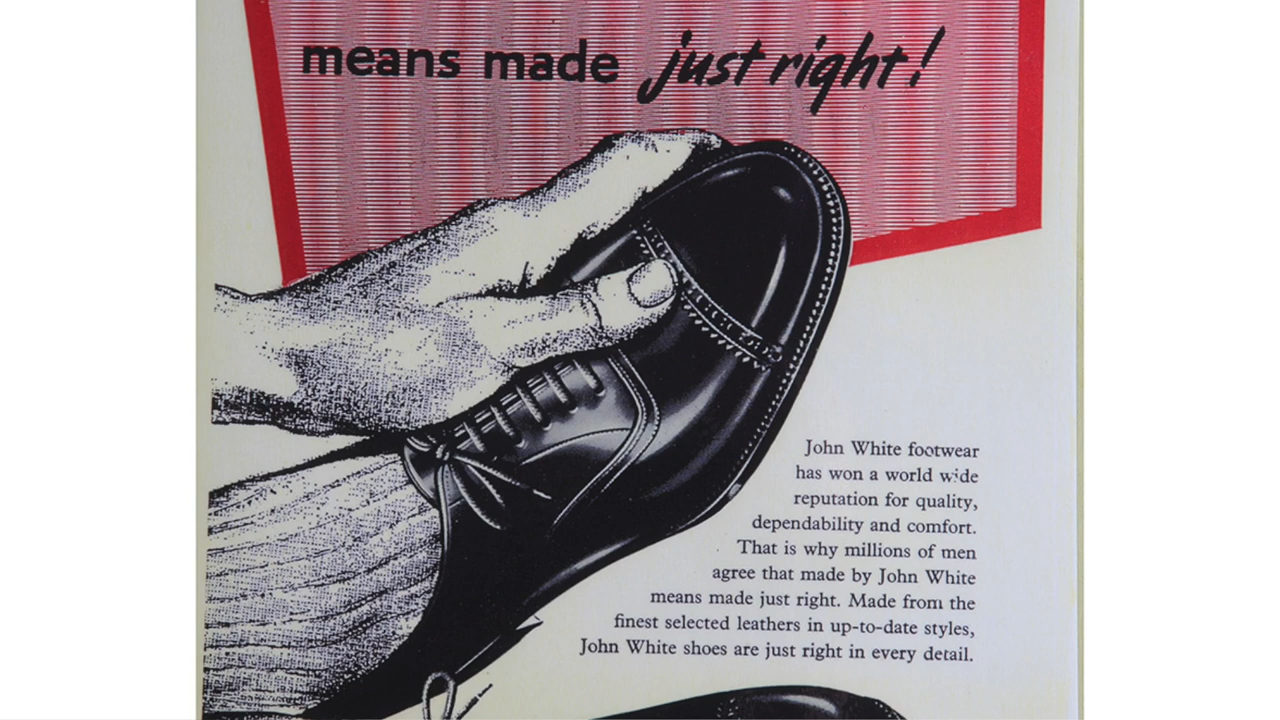 means made just right!
John White footwear
has won a world wide
reputation for quality,
dependability and comfort.
That is why millions of men
agree that made by John White
means made just right. Made from the
finest selected leathers in up-to-date styles,
John White shoes are just right in every detail.